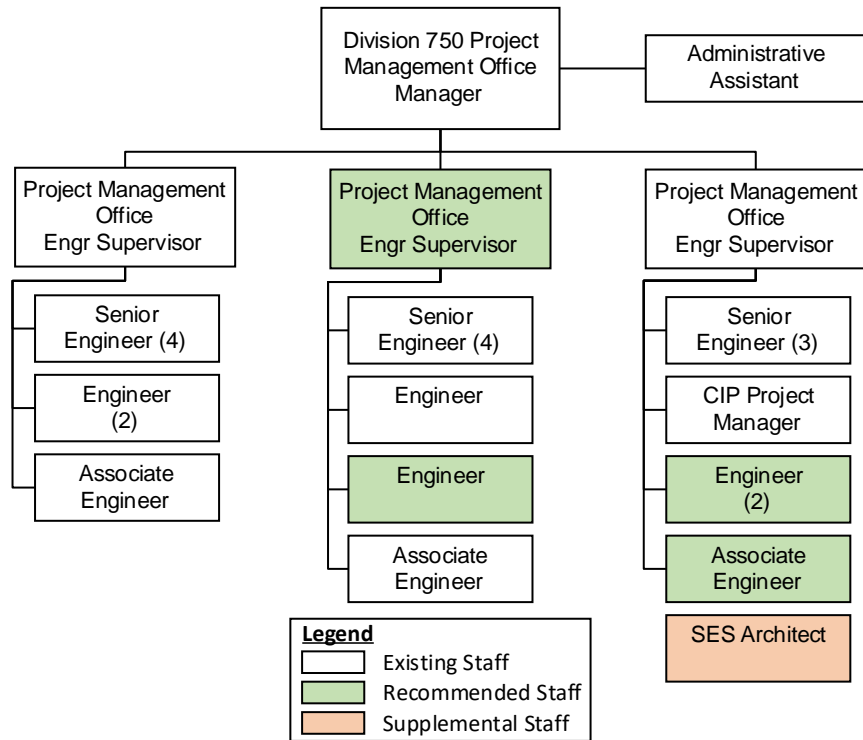 Division 750 Project
Management Office
Manager
Administrative
Assistant
Project Management
Office
Engr Supervisor
Senior
Engineer (4)
Engineer
(2)
Associate
Engineer
Project Management
Office
Engr Supervisor
Senior
Engineer (4)
Engineer
Engineer
Associate
Engineer
Project Management
Office
Engr Supervisor
Senior
Engineer (3)
CIP Project
Manager
Engineer
(2)
Associate
Engineer
SES Architect
Legend
Existing Staff
Recommended Staff
Supplemental Staff